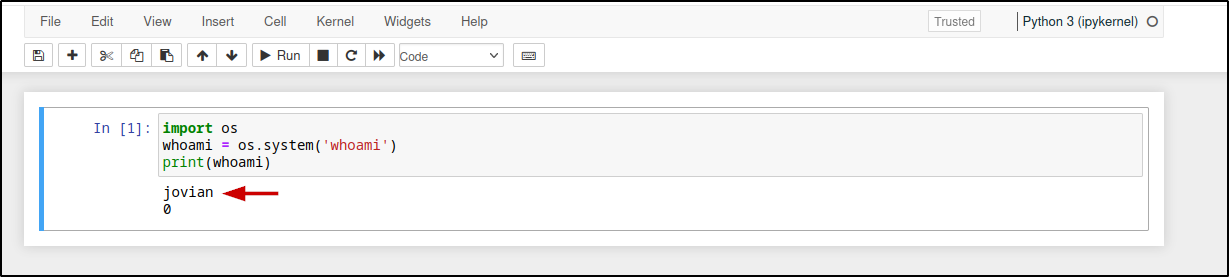 File Edit View Insert Cell Kernel Widgets Help Trusted Python 3 (ipykernel)
Run Code
In [1]: import os
whoami = os.system('whoami')
print(whoami)
jovian
0